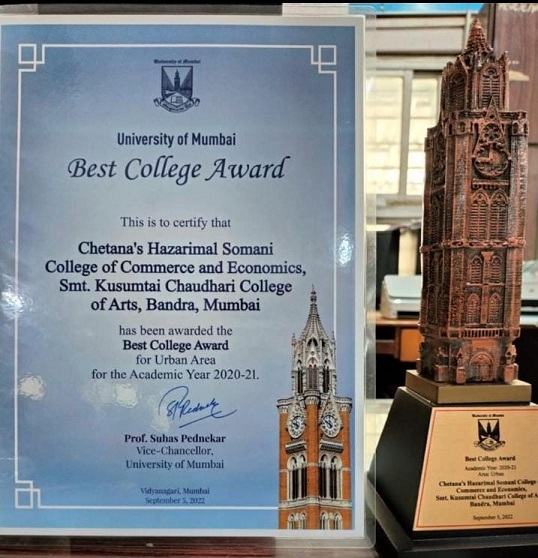 University of Mumbai
University of Mumbai
Best College Award
This is to certify that
Chetana's Hazarimal Somani
College of Commerce and Economics,
Smt. Kusumtai Chaudhari College
of Arts, Bandra, Mumbai
has been awarded the
Best College Award
for Urban Area
for the Academic Year 2020-21.
Prof. Suhas Pednekar
Vice-Chancellor,
University of Mumbai
Vidyanagari, Mumbai
September 5, 2022
University of Mumbai
Best College Award
Academic Year 2020-21
Area: Urban
Chetana's Hazarimal Somani College
Commerce and Economics,
Smt. Kusumtai Chaudhari College of A
Bandra, Mumbai
September 5, 2022